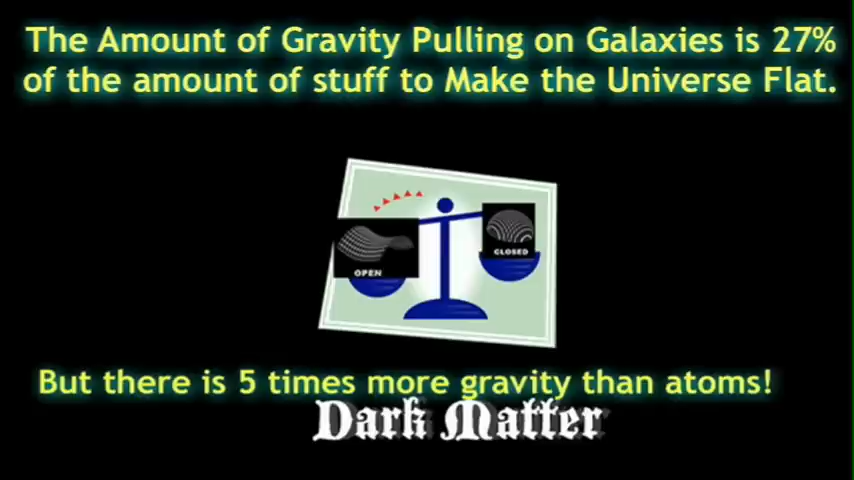 The Amount of Gravity Pulling on Galaxies is 27%
of the amount of stuff to Make the Universe Flat.
OPEN
CLOSED
But there is 5 times more gravity than atoms!
Dark Matter